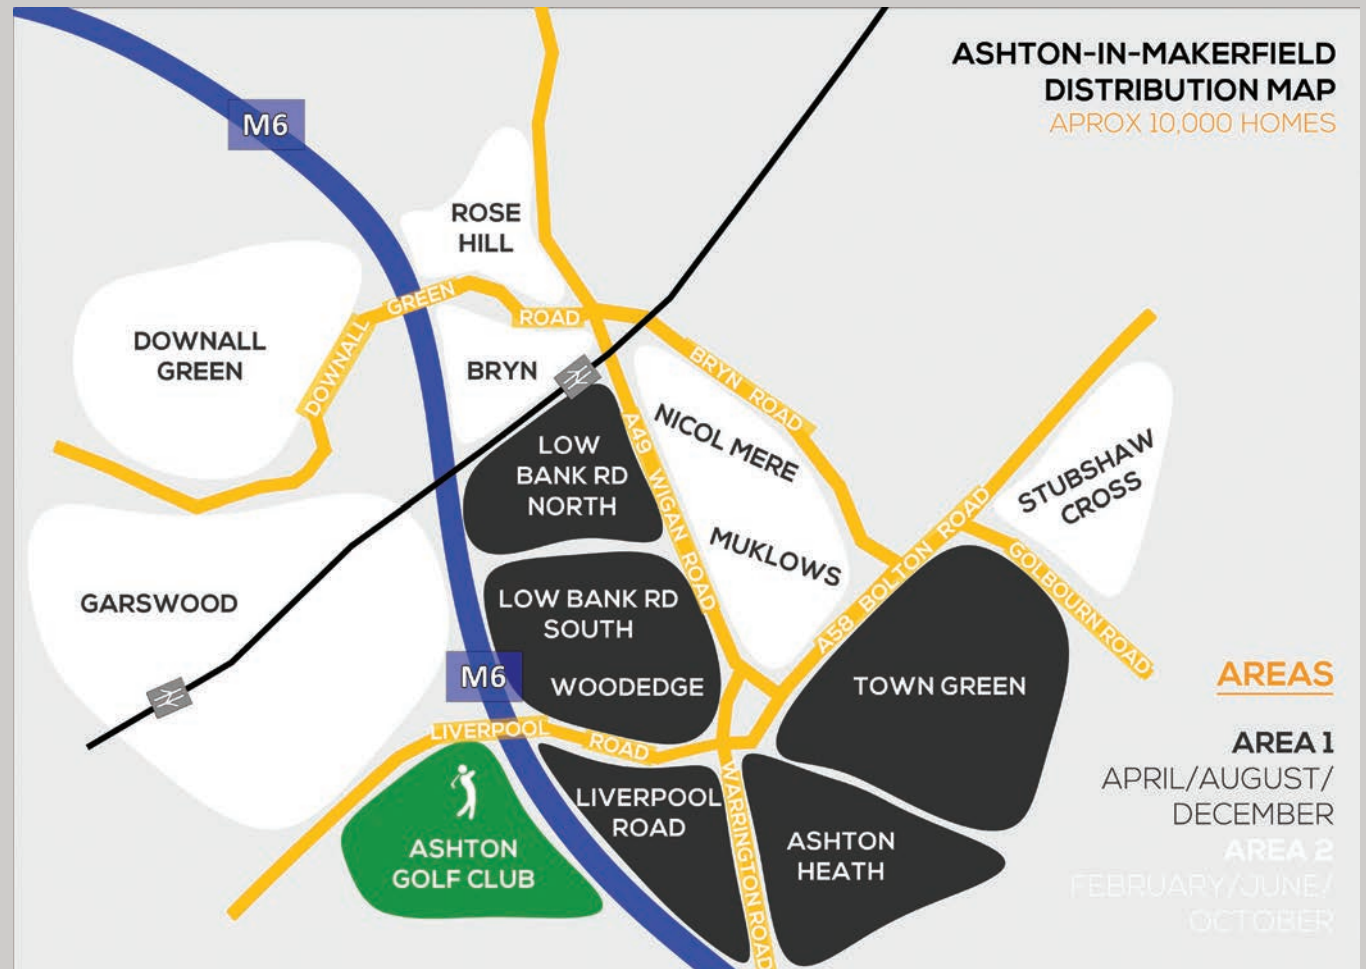 ASHTON-IN-MAKERFIELD
DISTRIBUTION MAP
APROX 10,000 HOMES
M6
ROSE
HILL
DOWNALL
GREEN
DOWNALL
GREEN
ROAD
BRYN
BRYN ROAD
A49 WIGAN ROAD
NICOL MERE
MUKLOWS
LOW
BANK RD
NORTH
STUBSHAW
CROSS
GOLBOURN ROAD
A58 BOLTON ROAD
GARSWOOD
LOW BANK RD
SOUTH
WOODEDGE
M6
TOWN GREEN
LIVERPOOL
ROAD
WARRINGTON ROAD
LIVERPOOL
ROAD
ASHTON
HEATH
ASHTON
GOLF CLUB
AREAS
AREA 1
APRIL/AUGUST/
DECEMBER
AREA 2
FEBRUARY/JUNE/
OCTOBER